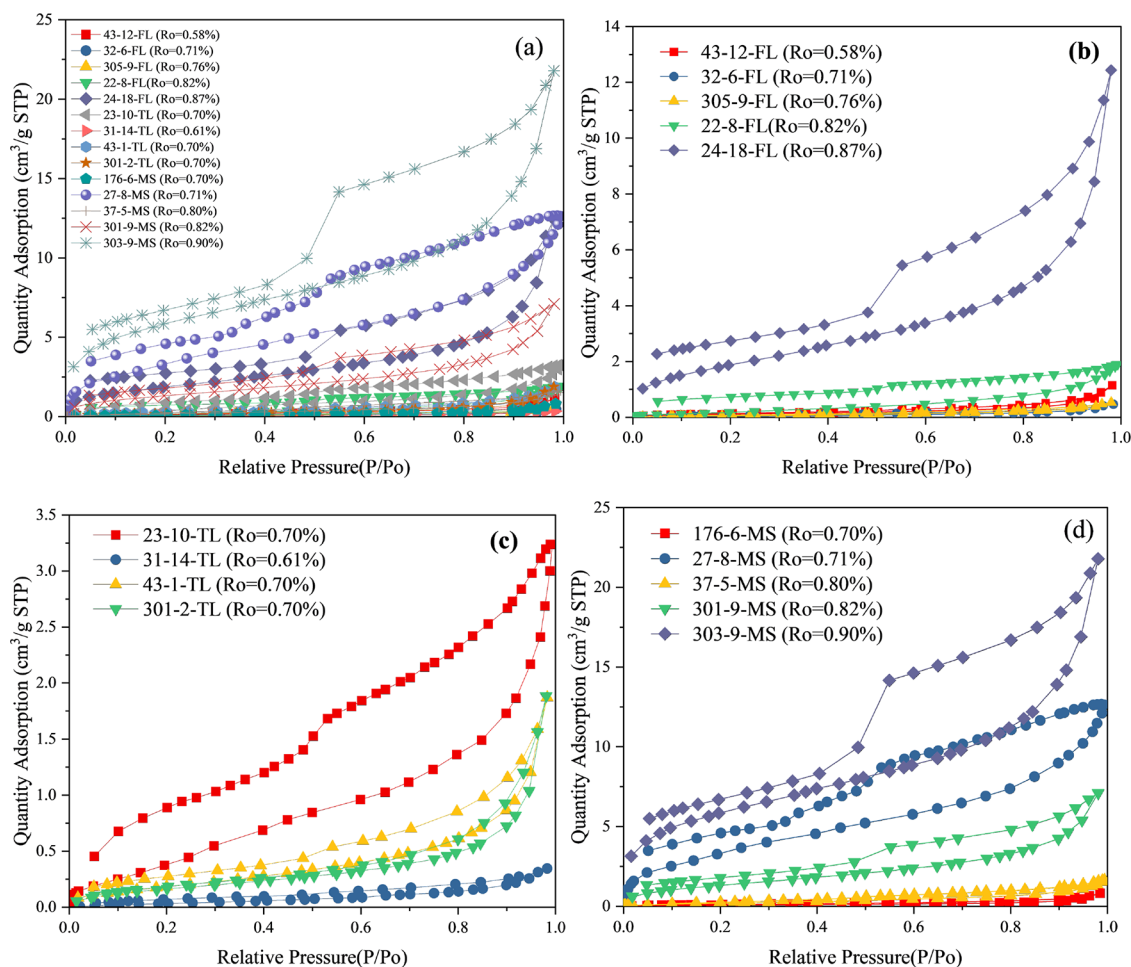 (a)
43-12-FL (Ro=0.58%)
32-6-FL (Ro=0.71%)
305-9-FL (Ro=0.76%)
22-8-FL(Ro=0.82%)
24-18-FL (Ro=0.87%)
23-10-TL (Ro=0.70%)
31-14-TL (Ro=0.61%)
43-1-TL (Ro=0.70%)
301-2-TL (Ro=0.70%)
176-6-MS (Ro=0.70%)
27-8-MS (Ro=0.71%)
37-5-MS (Ro=0.80%)
301-9-MS (Ro=0.82%)
303-9-MS (Ro=0.90%)
Quantity Adsorption (cm³/g STP)
25
20
15
10
5
0
0.0 0.2 0.4 0.6 0.8 1.0
Relative Pressure(P/Po)
(b)
43-12-FL (Ro=0.58%)
32-6-FL (Ro=0.71%)
305-9-FL (Ro=0.76%)
22-8-FL(Ro=0.82%)
24-18-FL (Ro=0.87%)
Quantity Adsorption (cm³/g STP)
14
12
10
8
6
4
2
0
0.0 0.2 0.4 0.6 0.8 1.0
Relative Pressure(P/Po)
(c)
23-10-TL (Ro=0.70%)
31-14-TL (Ro=0.61%)
43-1-TL (Ro=0.70%)
301-2-TL (Ro=0.70%)
Quantity Adsorption (cm³/g STP)
3.5
3.0
2.5
2.0
1.5
1.0
0.5
0.0
0.0 0.2 0.4 0.6 0.8 1.0
Relative Pressure(P/Po)
(d)
176-6-MS (Ro=0.70%)
27-8-MS (Ro=0.71%)
37-5-MS (Ro=0.80%)
301-9-MS (Ro=0.82%)
303-9-MS (Ro=0.90%)
Quantity Adsorption (cm³/g STP)
25
20
15
10
5
0
0.0 0.2 0.4 0.6 0.8 1.0
Relative Pressure(P/Po)